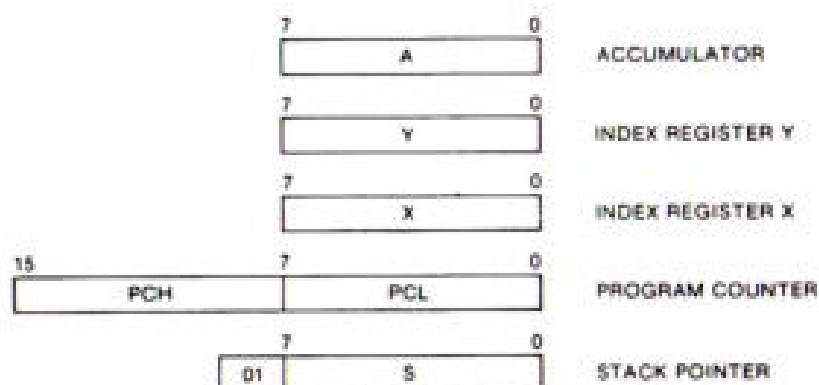 7 0
A ACCUMULATOR
7 0
Y INDEX REGISTER Y
7 0
X INDEX REGISTER X
15 7 0
PCH PCL PROGRAM COUNTER
7 0
01 S STACK POINTER